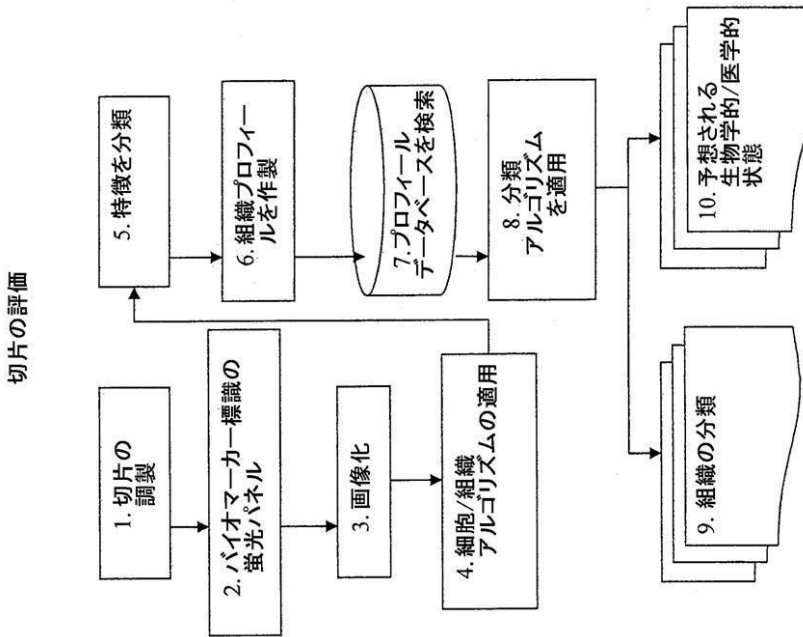 切片の評価
1. 切片の
調製
2. バイオマーカー標識の
蛍光パネル
3. 画像化
4. 細胞/組織
アルゴリズムの適用
5. 特徴を分類
6. 組織プロフィー
ルを作製
7. プロフィール
データベースを検索
8. 分類
アルゴリズム
を適用
9. 組織の分類
10. 予想される
生物学的/医学的
状態